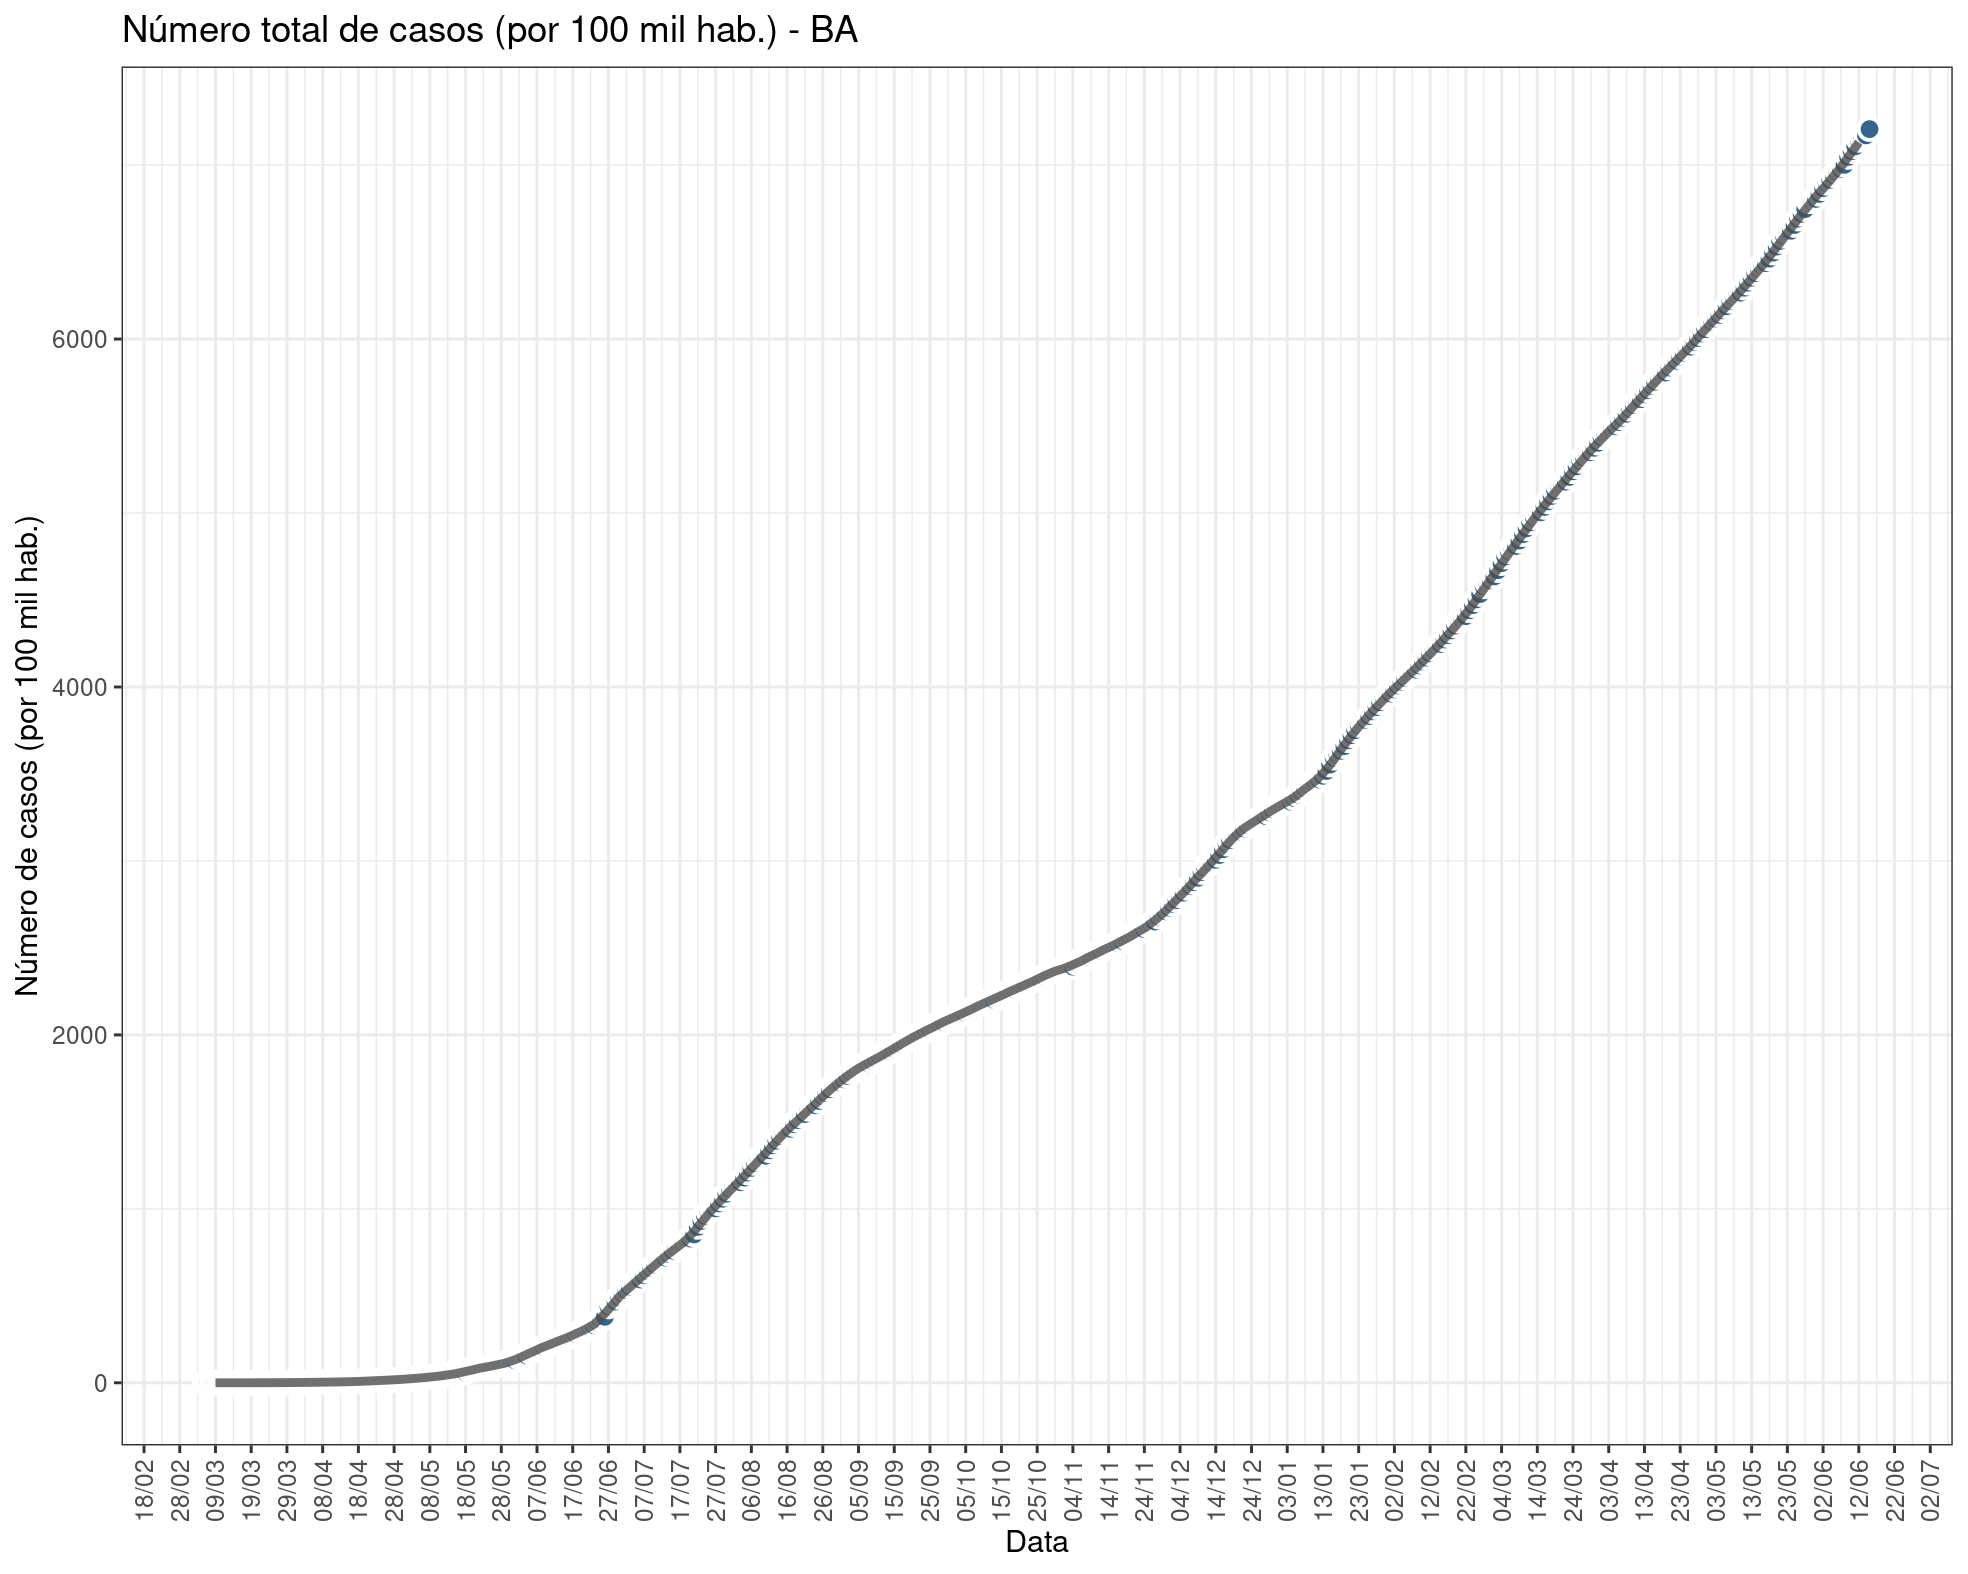 Número total de casos (por 100 mil hab.) - BA
Número de casos (por 100 mil hab.)
6000
4000
2000
0
18/02 28/02 09/03 19/03 29/03 08/04 18/04 28/04 08/05 18/05 28/05 07/06 17/06 27/06 07/07 17/07 27/07 06/08 16/08 26/08 05/09 15/09 25/09 05/10 15/10 25/10 04/11 14/11 24/11 04/12 14/12 24/12 03/01 13/01 23/01 02/02 12/02 22/02 04/03 14/03 24/03 03/04 13/04 23/04 03/05 13/05 23/05 02/06 12/06 22/06 02/07
Data